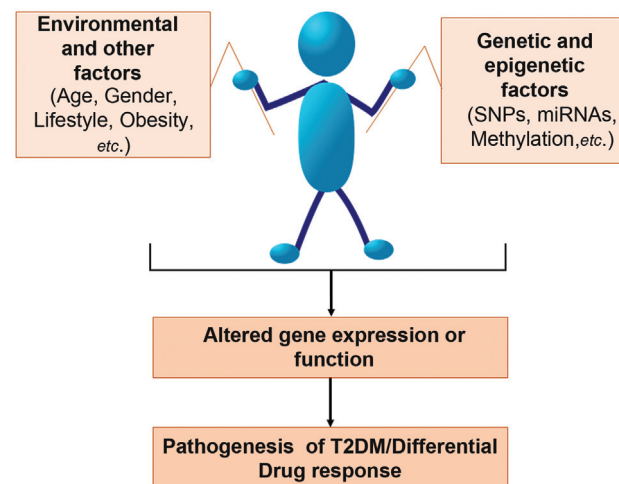 Environmental
and other
factors
(Age, Gender,
Lifestyle, Obesity,
etc.)
Genetic and
epigenetic
factors
(SNPs, miRNAs,
Methylation,etc.)
Altered gene expression or
function
Pathogenesis of T2DM/Differential
Drug response